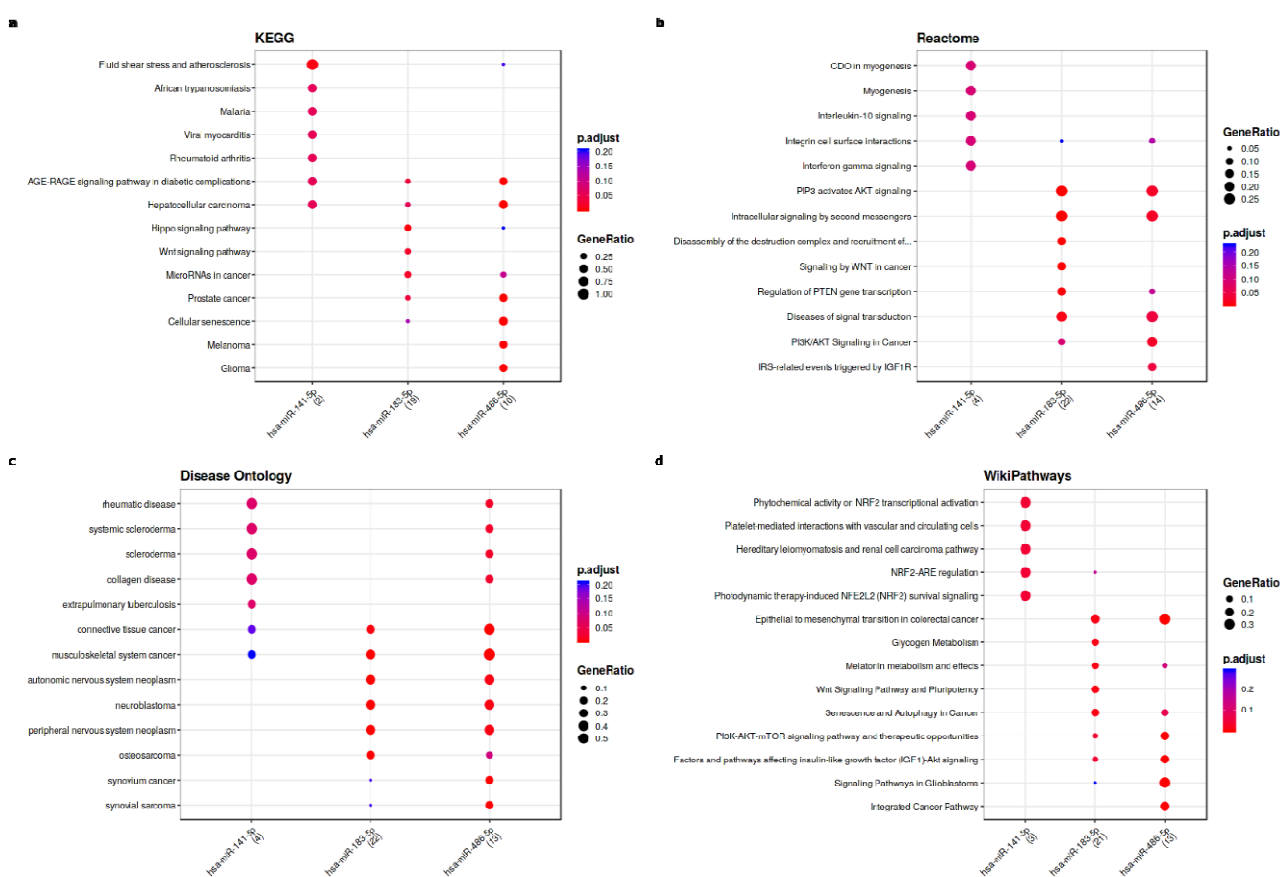 a
KEGG
Fluid shear stress and atherosclerosis
African trypanosomiasis
Malaria
Viral myocarditis
Rheumatoid arthritis
AGE-RAGE signaling pathway in diabetic complications
Hepatocellular carcinoma
Hippo signaling pathway
Wnt signaling pathway
MicroRNAs in cancer
Prostate cancer
Cellular senescence
Melanoma
Glioma
hsa-miR-141-5p
(2)
hsa-miR-183-5p
(19)
hsa-miR-486-5p
(10)
p.adjust
0.20
0.15
0.10
0.05
GeneRatio
0.25
0.50
0.75
1.00
b
Reactome
CDO in myogenesis
Myogenesis
Interleukin-10 signaling
Integrin cell surface interactions
Interferon gamma signaling
PIP3 activates AKT signaling
Intracellular signaling by second messengers
Disassembly of the destruction complex and recruitment of...
Signaling by WNT in cancer
Regulation of PTEN gene transcription
Diseases of signal transduction
PI3K/AKT Signaling in Cancer
IRS-related events triggered by IGF1R
hsa-miR-141-5p
(4)
hsa-miR-183-5p
(23)
hsa-miR-486-5p
(14)
GeneRatio
0.05
0.10
0.15
0.20
0.25
p.adjust
0.20
0.15
0.10
0.05
c
Disease Ontology
rheumatic disease
systemic scleroderma
scleroderma
collagen disease
extrapulmonary tuberculosis
connective tissue cancer
musculoskeletal system cancer
autonomic nervous system neoplasm
neuroblastoma
peripheral nervous system neoplasm
osteosarcoma
synovium cancer
synovial sarcoma
hsa-miR-141-5p
(4)
hsa-miR-183-5p
(22)
hsa-miR-486-5p
(13)
p.adjust
0.20
0.15
0.10
0.05
GeneRatio
0.1
0.2
0.3
0.4
0.5
d
WikiPathways
Phytochemical activity on NRF2 transcriptional activation
Platelet-mediated interactions with vascular and circulating cells
Hereditary leiomyomatosis and renal cell carcinoma pathway
NRF2-ARE regulation
Photodynamic therapy-induced NFE2L2 (NRF2) survival signaling
Epithelial to mesenchymal transition in colorectal cancer
Glycogen Metabolism
Melatonin metabolism and effects
Wnt Signaling Pathway and Pluripotency
Senescence and Autophagy in Cancer
PI3K-AKT-mTOR signaling pathway and therapeutic opportunities
Factors and pathways affecting insulin-like growth factor (IGF1)-Akt signaling
Signaling Pathways in Glioblastoma
Integrated Cancer Pathway
hsa-miR-141-5p
(3)
hsa-miR-183-5p
(21)
hsa-miR-486-5p
(13)
GeneRatio
0.1
0.2
0.3
p.adjust
0.2
0.1